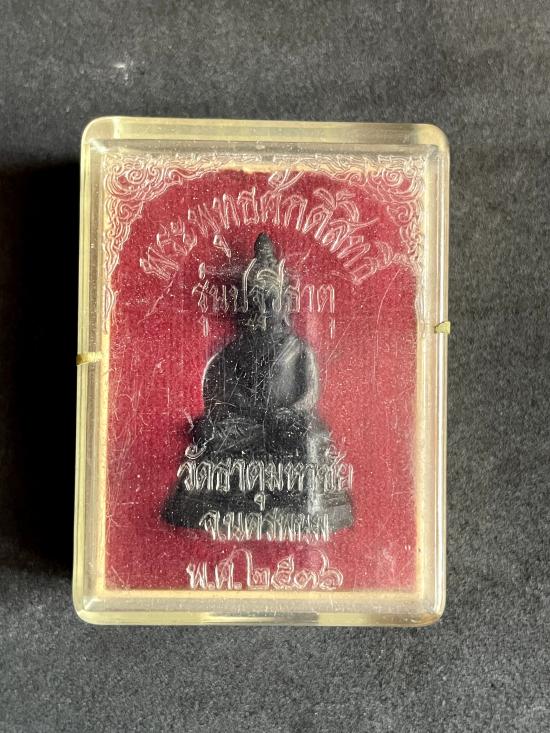 พระพุทธศักดิ์สิทธิ์
รุ่นปฐวีธาตุ
วัดธาตุมหาชัย
จ.นครพนม
พ.ศ.๒๕๓๖